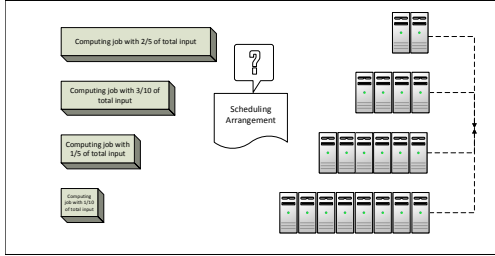 Computing job with 2/5 of total input
Computing job with 3/10 of
total input
Computing job with
1/5 of total input
Computing
job with 1/10
of total input
?
Scheduling
Arrangement